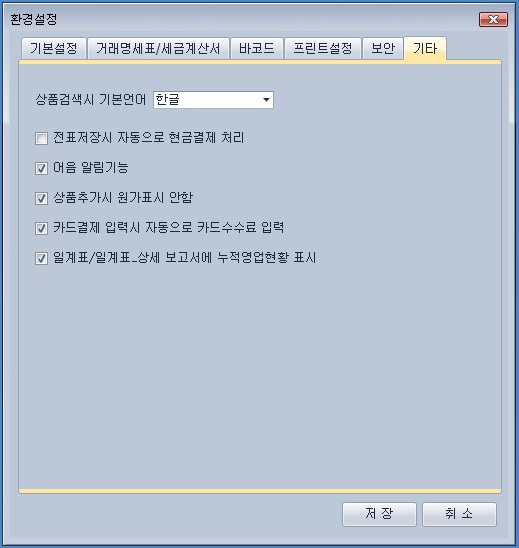 환경설정
기본설정 거래명세표/세금계산서 바코드 프린트설정 보안 기타
상품검색시 기본언어 한글
전표저장시 자동으로 현금결제 처리
어음 알림기능
상품추가시 원가표시 안함
카드결제 입력시 자동으로 카드수수료 입력
일계표/일계표_상세 보고서에 누적영업현황 표시
저 장 취 소